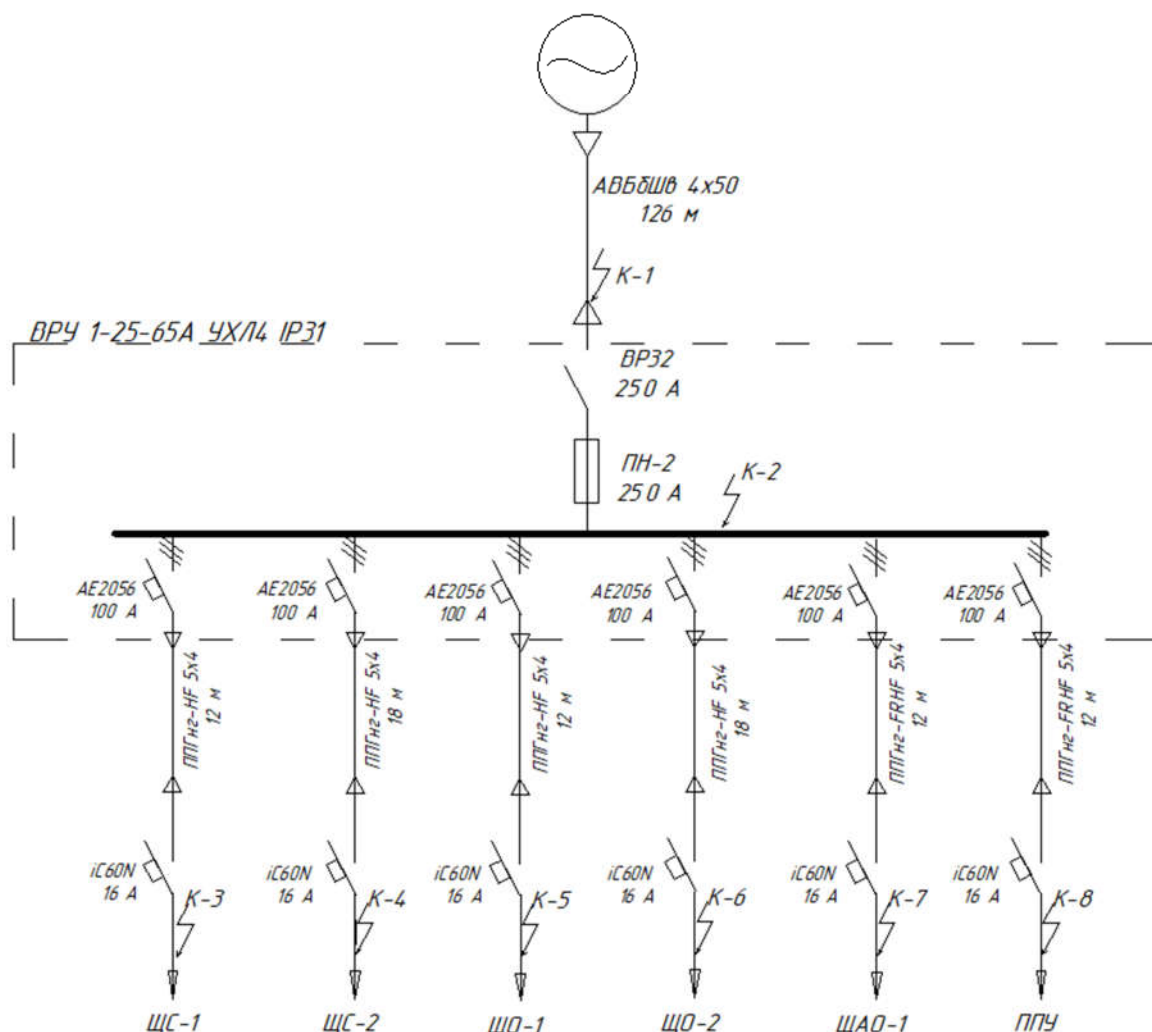 АВБбШв 4х50
126 м
К-1
ВРУ 1-25-65А УХЛ4 IP31
ВР32
250 А
ПН-2
250 А
К-2
АЕ2056
100 А
АЕ2056
100 А
АЕ2056
100 А
АЕ2056
100 А
АЕ2056
100 А
АЕ2056
100 А
ППГнг-HF 5х4
12 м
ППГнг-HF 5х4
18 м
ППГнг-HF 5х4
12 м
ППГнг-HF 5х4
18 м
ППГнг-FRHF 5х4
12 м
ППГнг-FRHF 5х4
12 м
iC60N
16 А
К-3
iC60N
16 А
К-4
iC60N
16 А
К-5
iC60N
16 А
К-6
iC60N
16 А
К-7
iC60N
16 А
К-8
ЩС-1
ЩС-2
ЩО-1
ЩО-2
ЩАО-1
ППУ